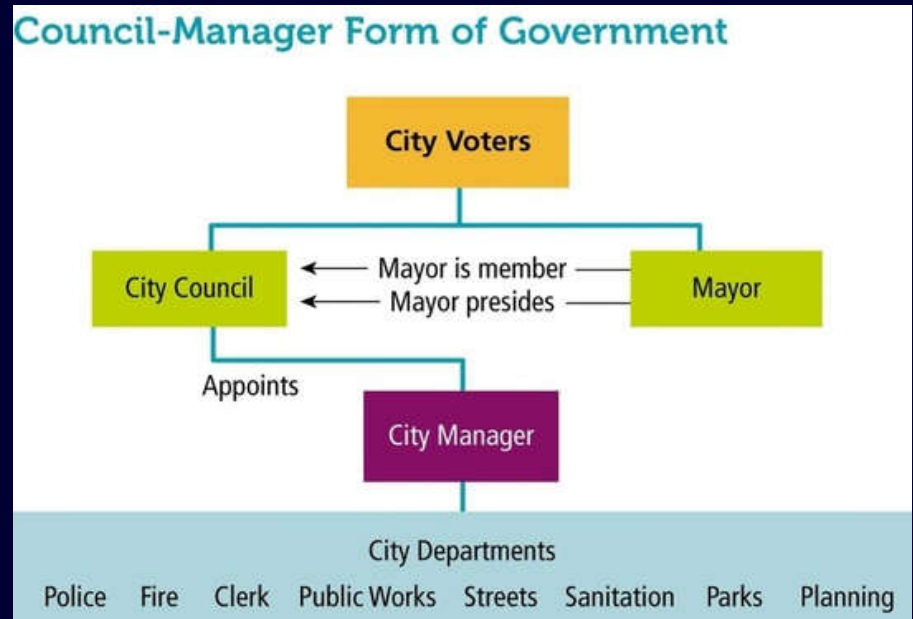 Council-Manager Form of Government
City Voters
City Council
Mayor is member
Mayor presides
Mayor
Appoints
City Manager
City Departments
Police Fire Clerk Public Works Streets Sanitation Parks Planning